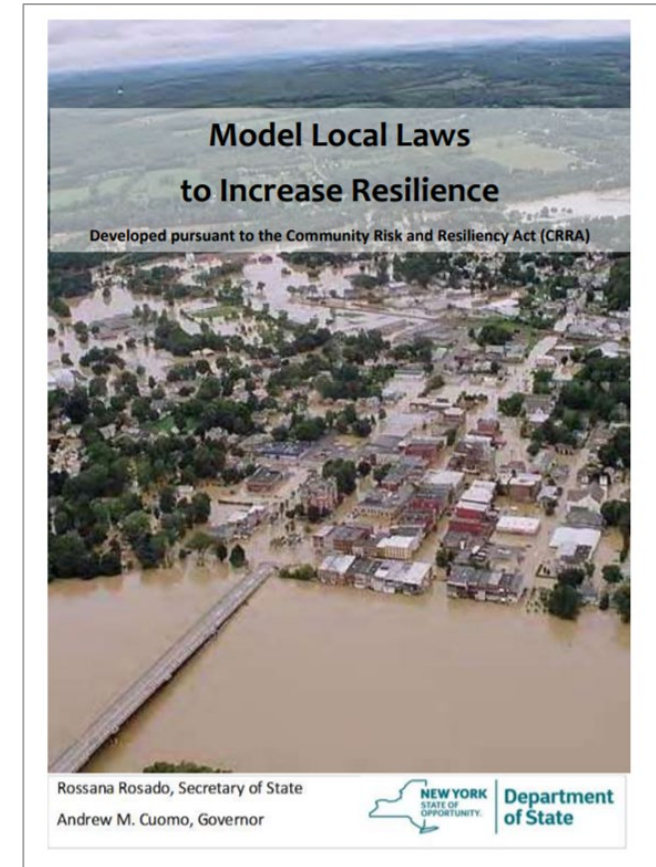 Model Local Laws
to Increase Resilience
Developed pursuant to the Community Risk and Resiliency Act (CRRA)
Rossana Rosado, Secretary of State
Andrew M. Cuomo, Governor
NEW YORK
STATE OF
OPPORTUNITY.
Department
of State